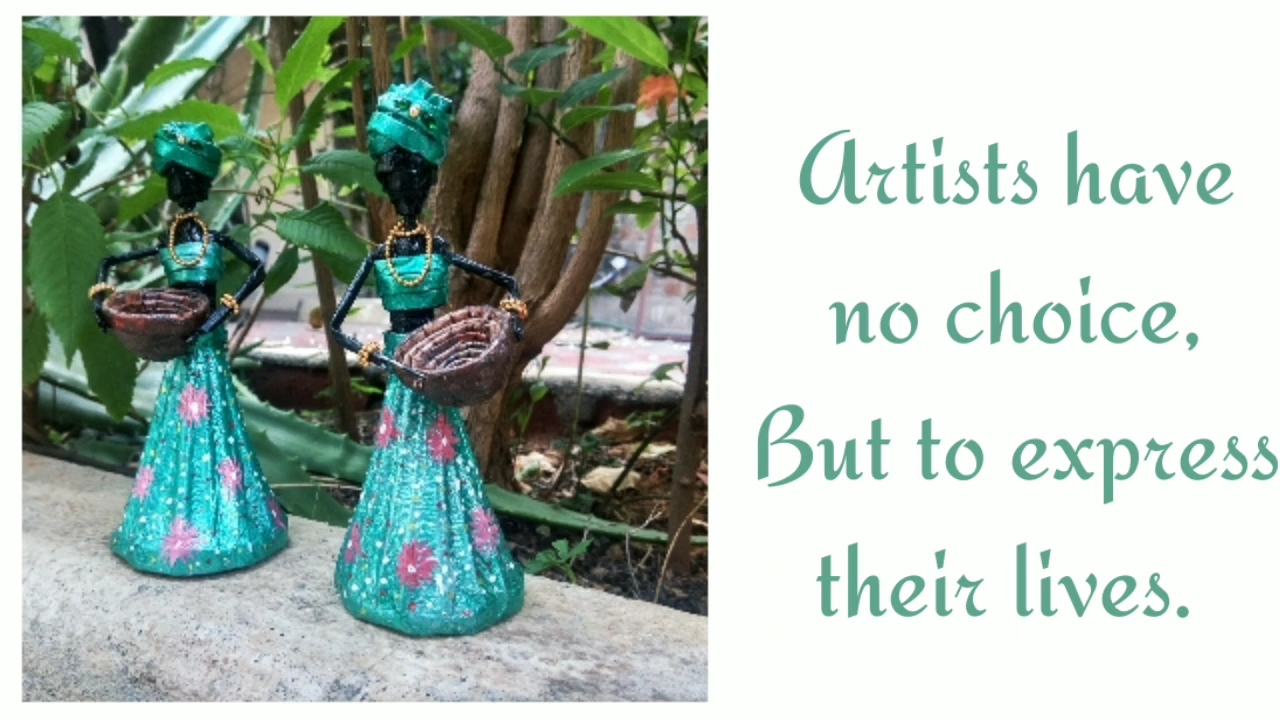 Artists have
no choice,
But to express
their lives.